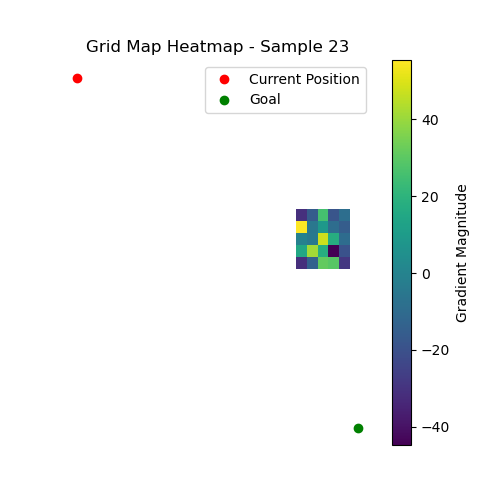 Grid Map Heatmap - Sample 23
Current Position
Goal
40
20
0
−20
−40
Gradient Magnitude